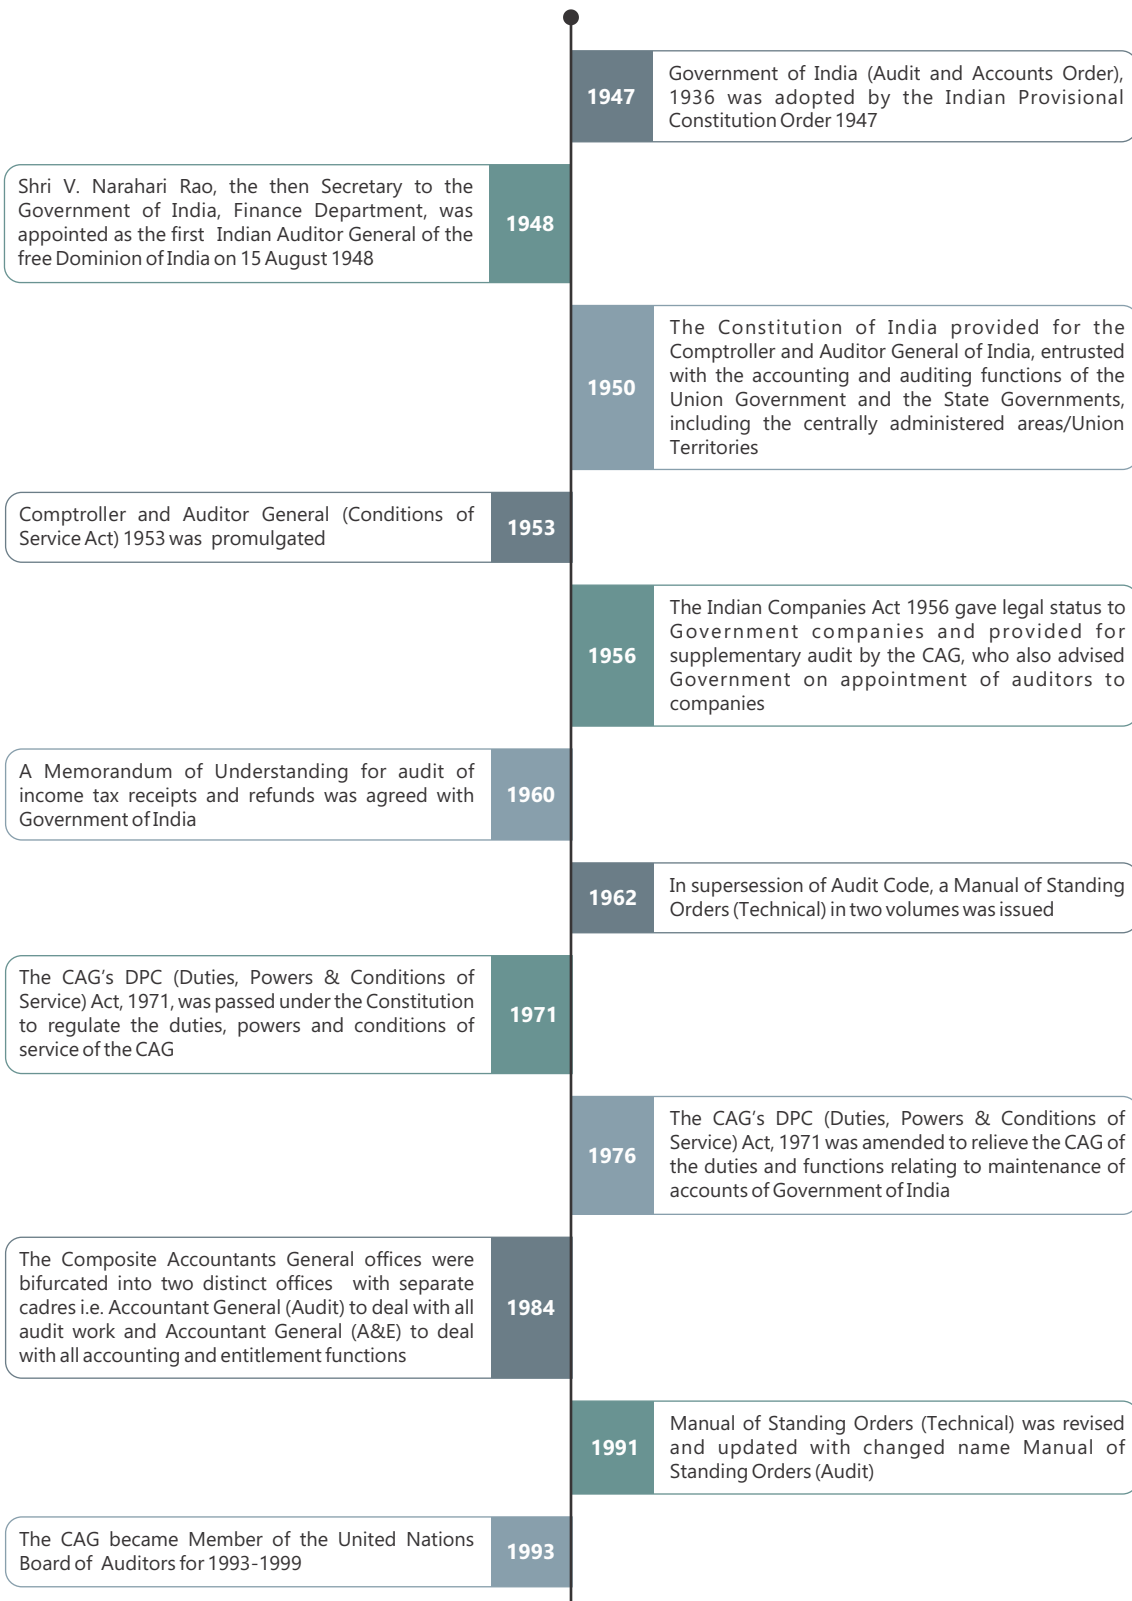 1947
Government of India (Audit and Accounts Order),
1936 was adopted by the Indian Provisional
Constitution Order 1947
Shri V. Narahari Rao, the then Secretary to the
Government of India, Finance Department, was
appointed as the first Indian Auditor General of the
free Dominion of India on 15 August 1948
1948
1950
The Constitution of India provided for the
Comptroller and Auditor General of India, entrusted
with the accounting and auditing functions of the
Union Government and the State Governments,
including the centrally administered areas/Union
Territories
Comptroller and Auditor General (Conditions of
Service Act) 1953 was promulgated
1953
1956
The Indian Companies Act 1956 gave legal status to
Government companies and provided for
supplementary audit by the CAG, who also advised
Government on appointment of auditors to
companies
A Memorandum of Understanding for audit of
income tax receipts and refunds was agreed with
Government of India
1960
1962
In supersession of Audit Code, a Manual of Standing
Orders (Technical) in two volumes was issued
The CAG's DPC (Duties, Powers & Conditions of
Service) Act, 1971, was passed under the Constitution
to regulate the duties, powers and conditions of
service of the CAG
1971
1976
The CAG's DPC (Duties, Powers & Conditions of
Service) Act, 1971 was amended to relieve the CAG of
the duties and functions relating to maintenance of
accounts of Government of India
The Composite Accountants General offices were
bifurcated into two distinct offices with separate
cadres i.e. Accountant General (Audit) to deal with all
audit work and Accountant General (A&E) to deal
with all accounting and entitlement functions
1984
1991
Manual of Standing Orders (Technical) was revised
and updated with changed name Manual of
Standing Orders (Audit)
The CAG became Member of the United Nations
Board of Auditors for 1993-1999
1993